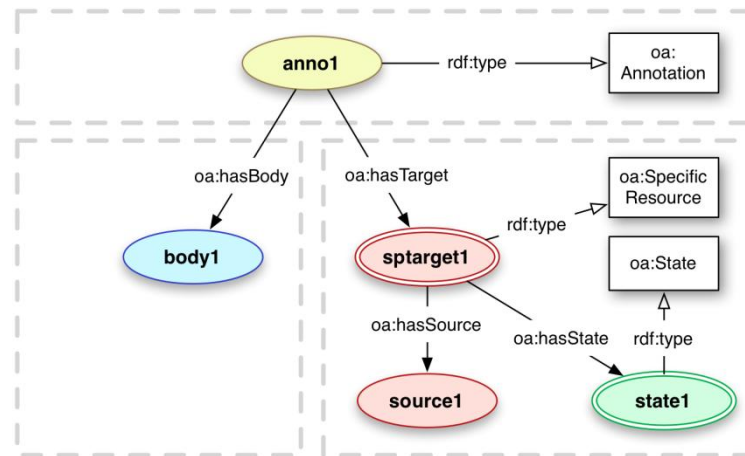 anno1
rdf:type
oa:
Annotation
oa:hasBody
oa:hasTarget
oa:Specific
Resource
rdf:type
body1
sptarget1
oa:State
oa:hasSource
oa:hasState
rdf:type
source1
state1